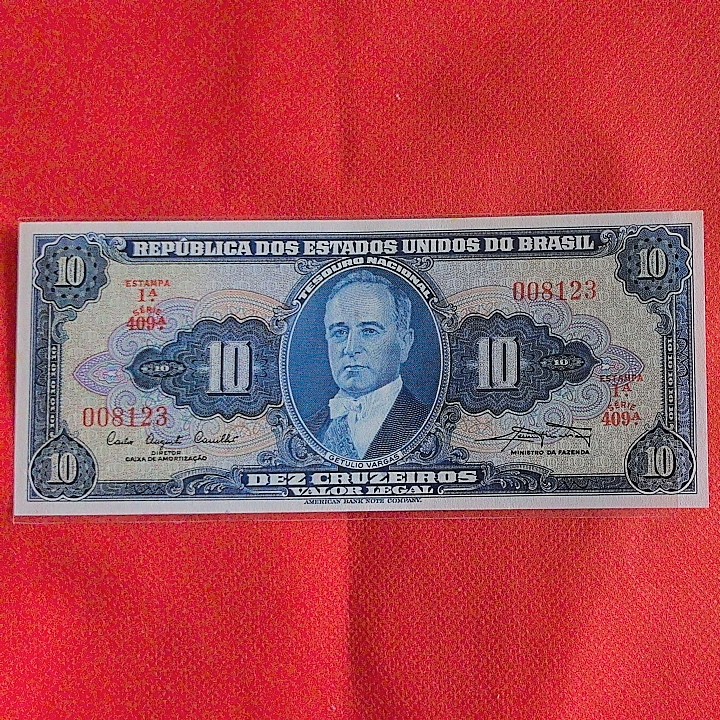 REPÚBLICA DOS ESTADOS UNIDOS DO BRASIL
TESOURO NACIONAL
10
10
ESTAMPA
1ª
SÉRIE
409ª
008123
10
10
10
10
008123
ESTAMPA
1ª
SÉRIE
409ª
DIRETOR
CAIXA DE AMORTIZAÇÃO
MINISTRO DA FAZENDA
GETULIO VARGAS
10
10
DEZ CRUZEIROS
VALOR LEGAL
AMERICAN BANK NOTE COMPANY.